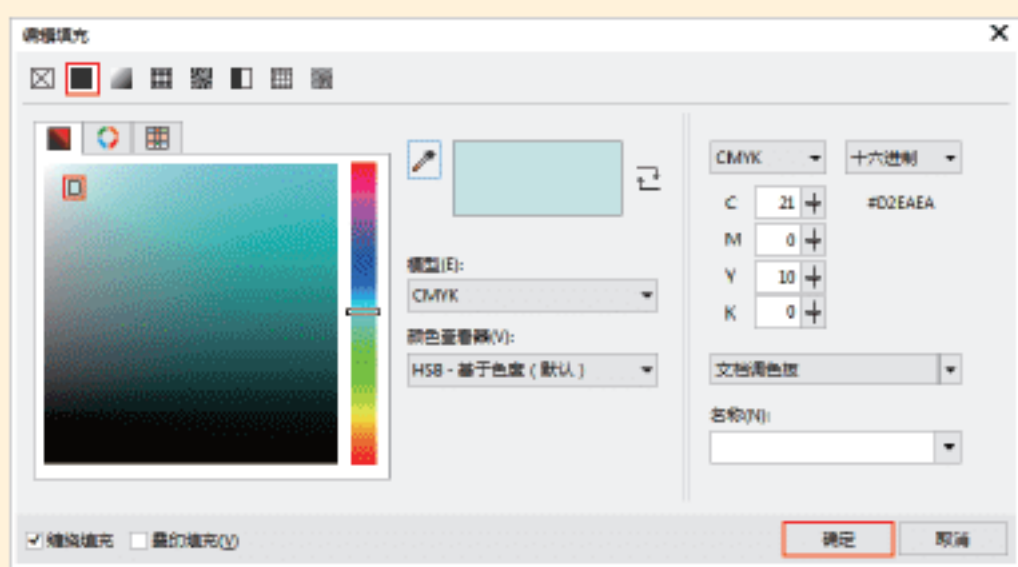 编辑填充
CMYK
十六进制
C 21
#D2EAEA
M 0
Y 10
K 0
模型(E):
CMYK
颜色查看器(V):
HSB - 基于色度 ( 默认 )
文档调色板
名称(N):
缠绕填充
叠印填充(V)
确定
取消